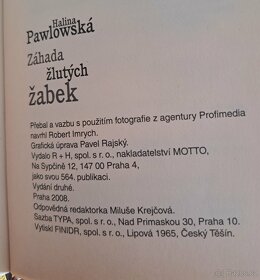 Halina
Pawlowská
Záhada
žlutých
žabek
Přebal a vazbu s použitím fotografie z agentury Profimedia
navrhl Robert Imrych.
Grafická úprava Pavel Rajský.
Vydalo R + H, spol. s r. o., nakladatelství MOTTO,
Na Sypčině 12, 147 00 Praha 4,
jako svou 564. publikaci.
Vydání druhé.
Praha 2008.
Odpovědná redaktorka Miluše Krejčová.
Sazba TYPA, spol. s r. o., Nad Primaskou 30, Praha 10.
Vytiskl FINIDR, spol. s r. o., Lipová 1965, Český Těšín.